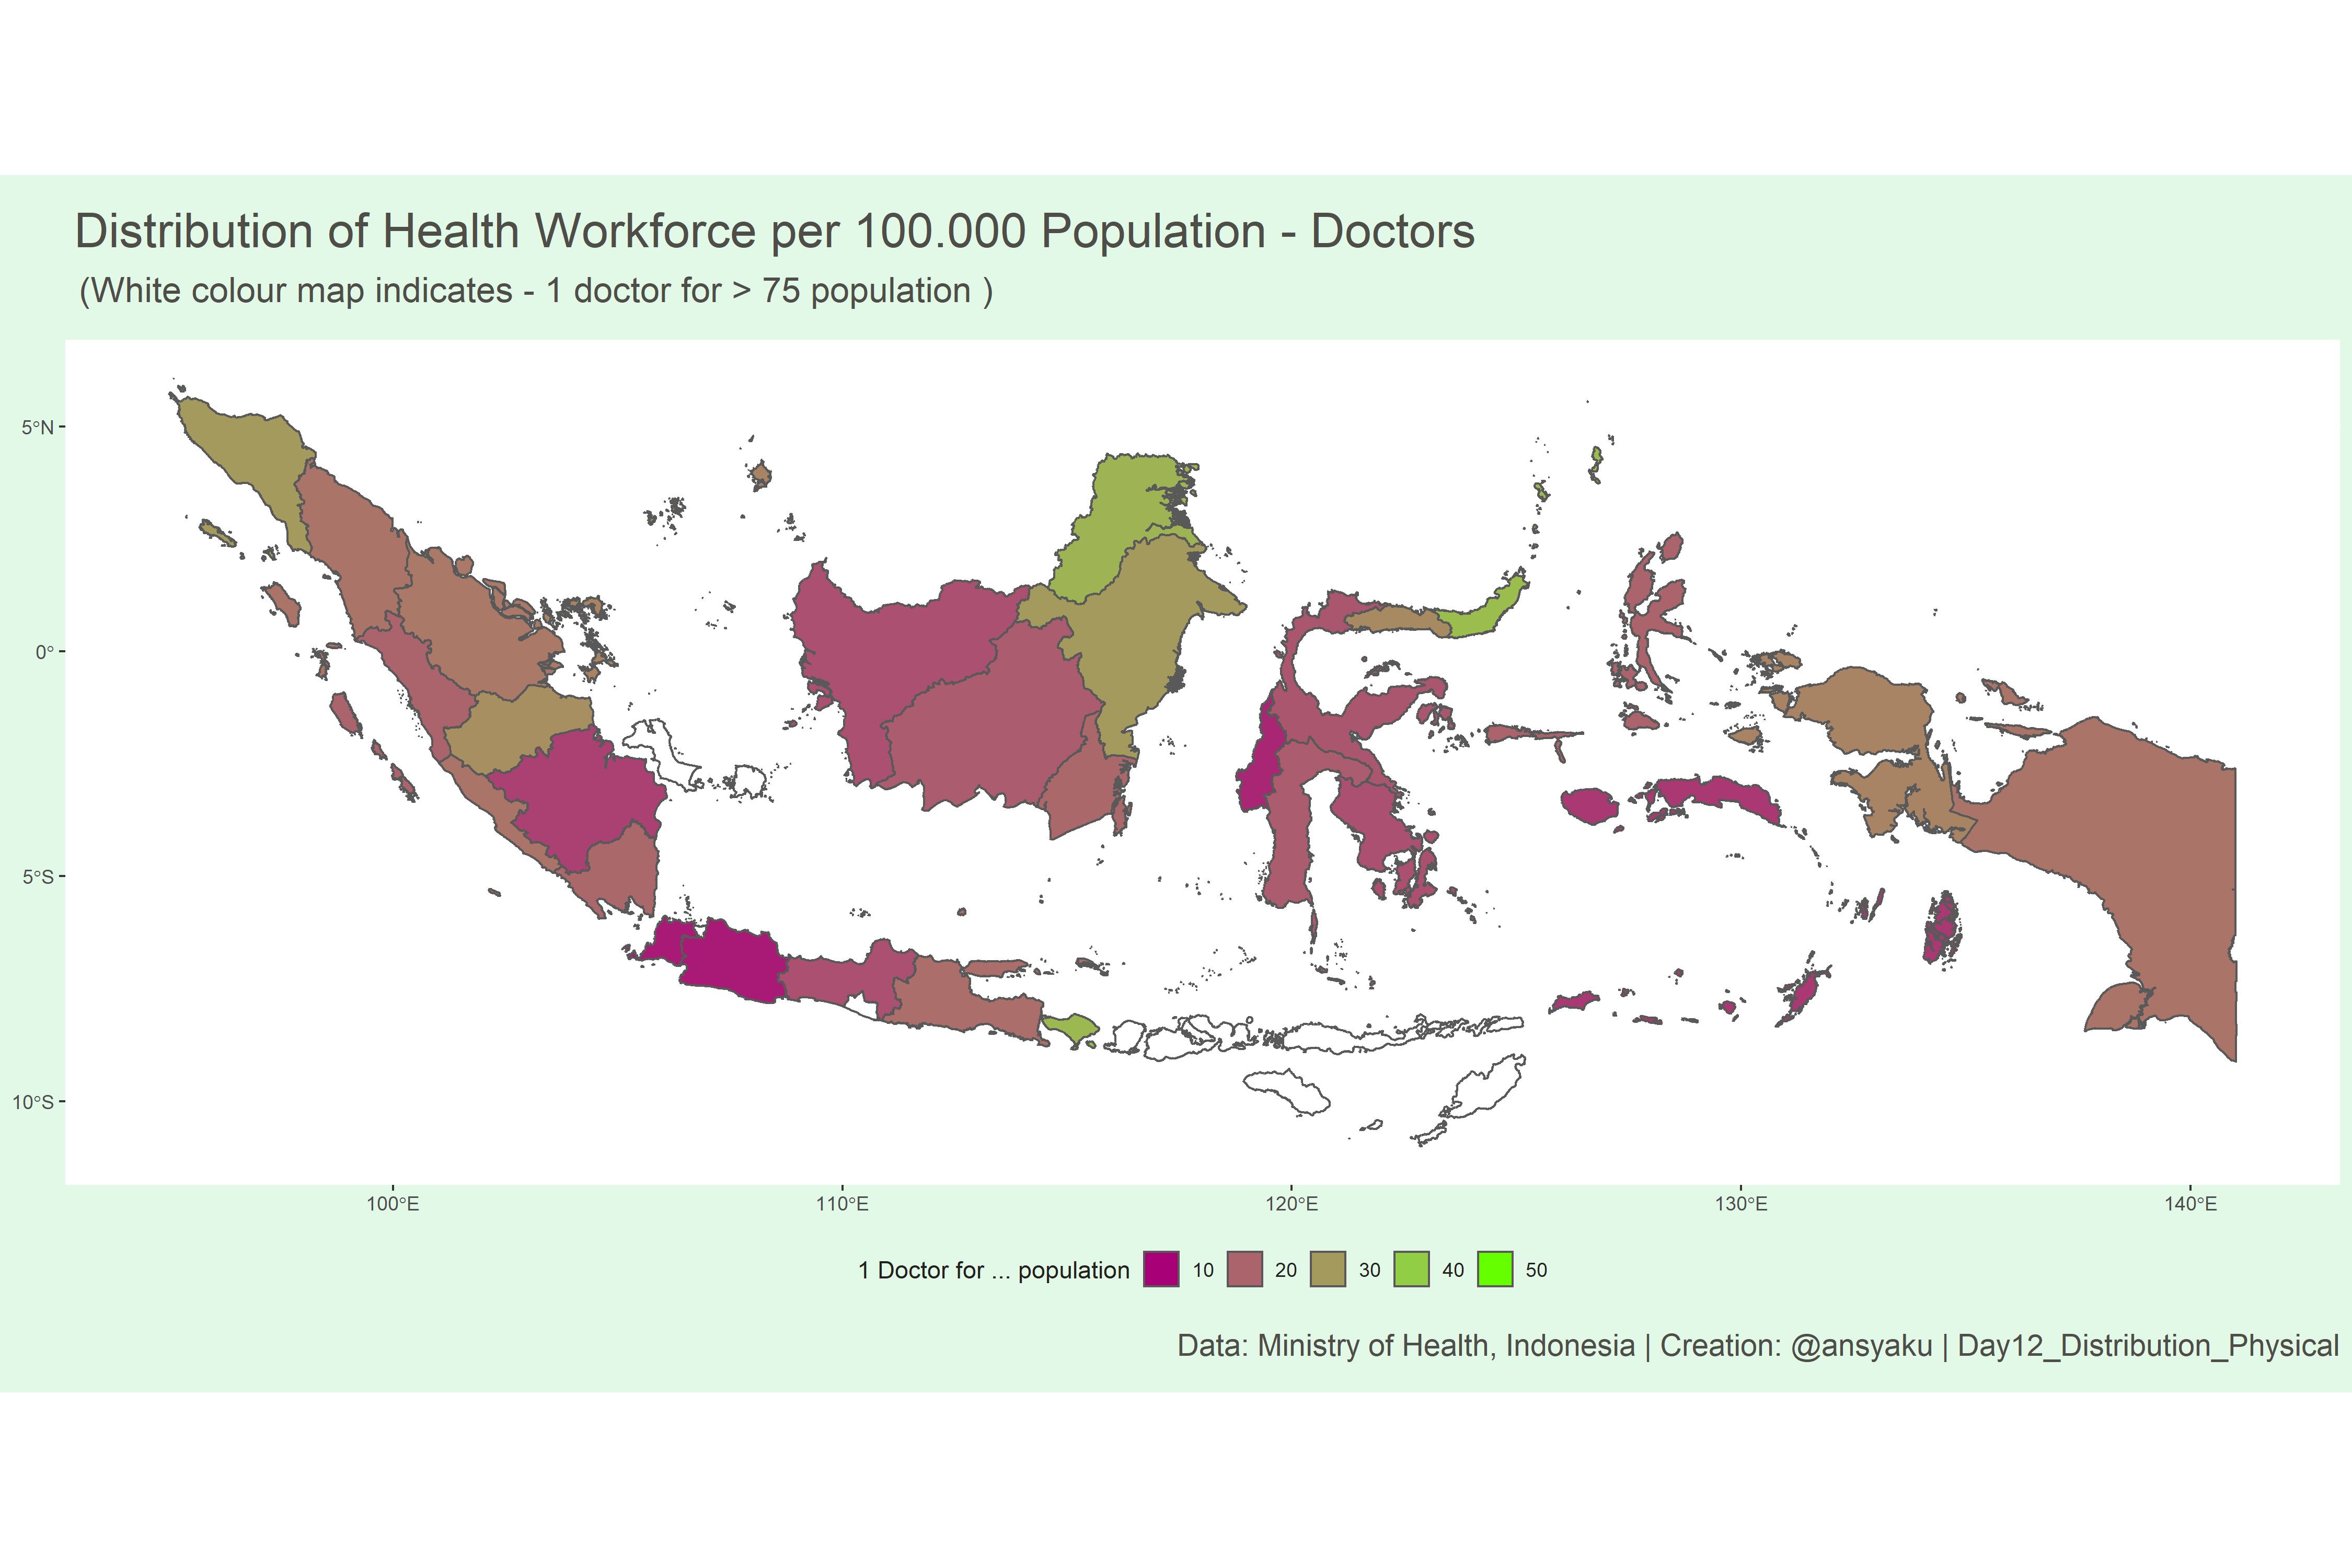 Distribution of Health Workforce per 100.000 Population - Doctors
(White colour map indicates - 1 doctor for > 75 population )
5°N
0°
5°S
10°S
100°E 110°E 120°E 130°E 140°E
1 Doctor for ... population 10 20 30 40 50
Data: Ministry of Health, Indonesia | Creation: @ansyaku | Day12_Distribution_Physical